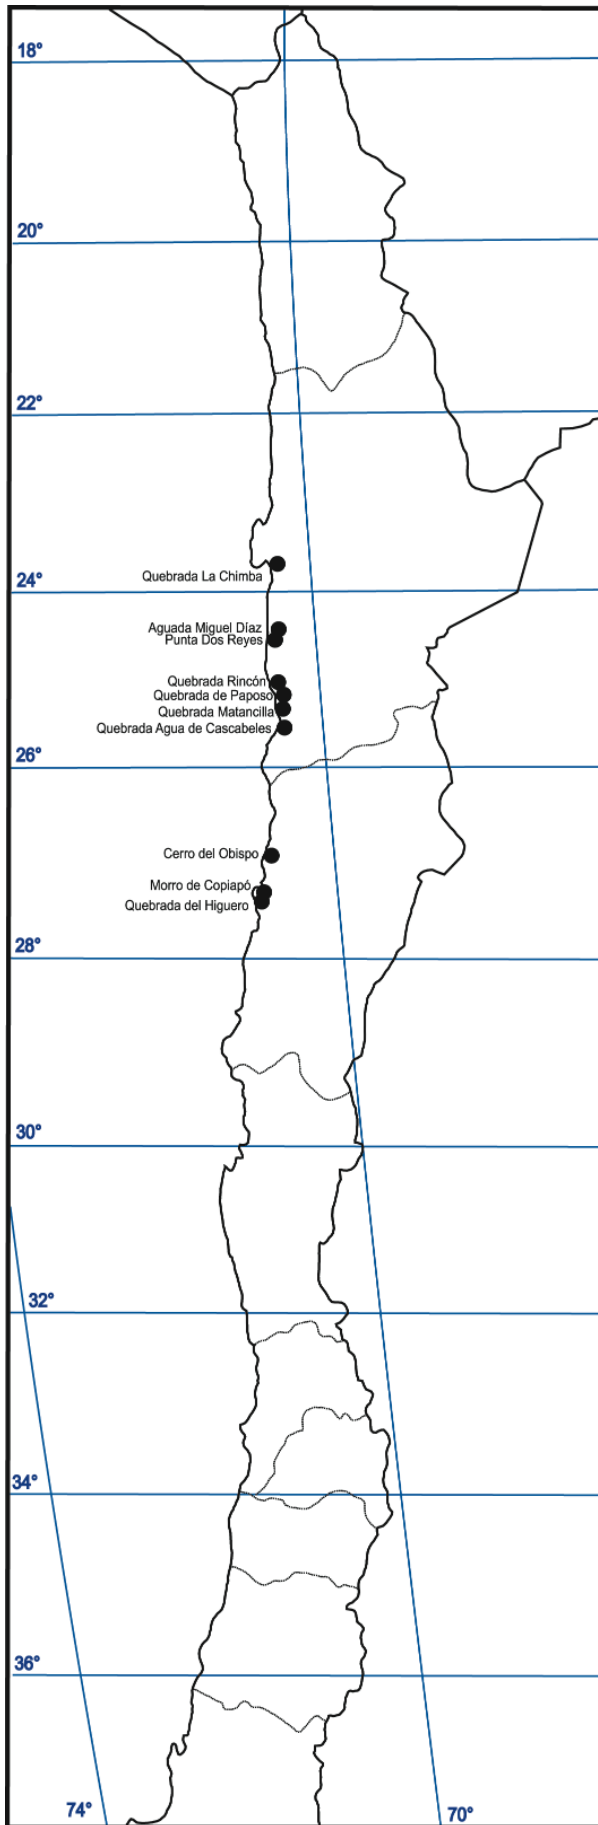 18°
20°
22°
Quebrada La Chimba
24°
Aguada Miguel Díaz
Punta Dos Reyes
Quebrada Rincón
Quebrada de Paposo
Quebrada Matancilla
Quebrada Agua de Cascabeles
26°
Cerro del Obispo
Morro de Copiapó
Quebrada del Higuero
28°
30°
32°
34°
36°
74°
70°